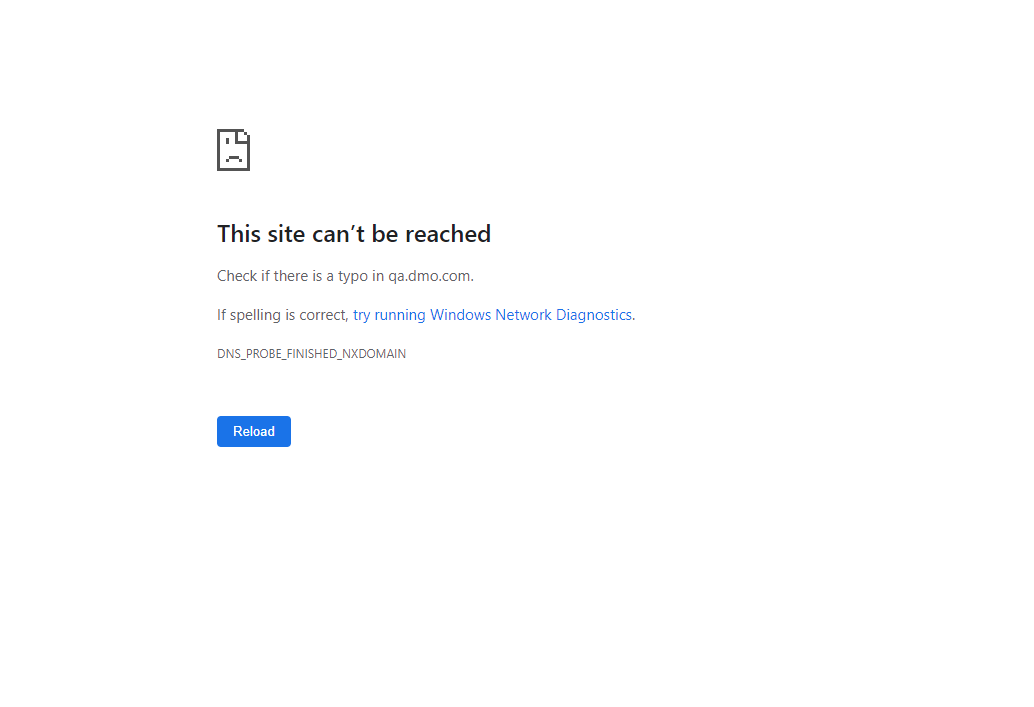 This site can’t be reached
Check if there is a typo in qa.dmo.com.
If spelling is correct, try running Windows Network Diagnostics.
DNS_PROBE_FINISHED_NXDOMAIN
Reload